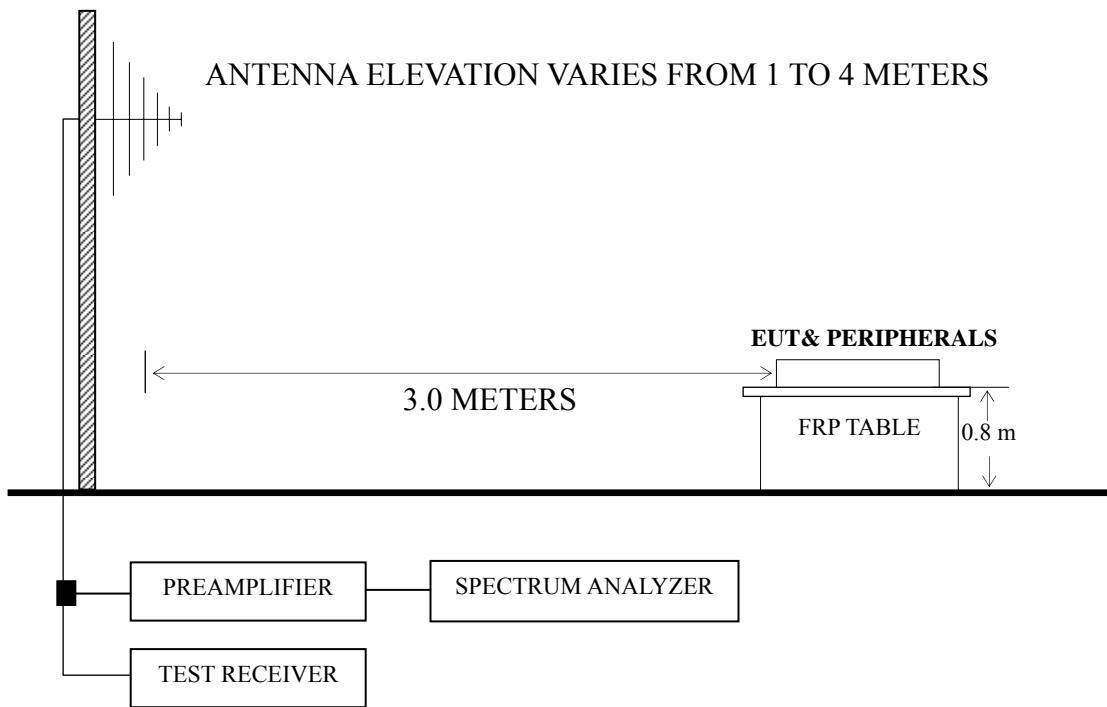 ANTENNA ELEVATION VARIES FROM 1 TO 4 METERS
EUT& PERIPHERALS
3.0 METERS
FRP TABLE
0.8 m
PREAMPLIFIER
SPECTRUM ANALYZER
TEST RECEIVER